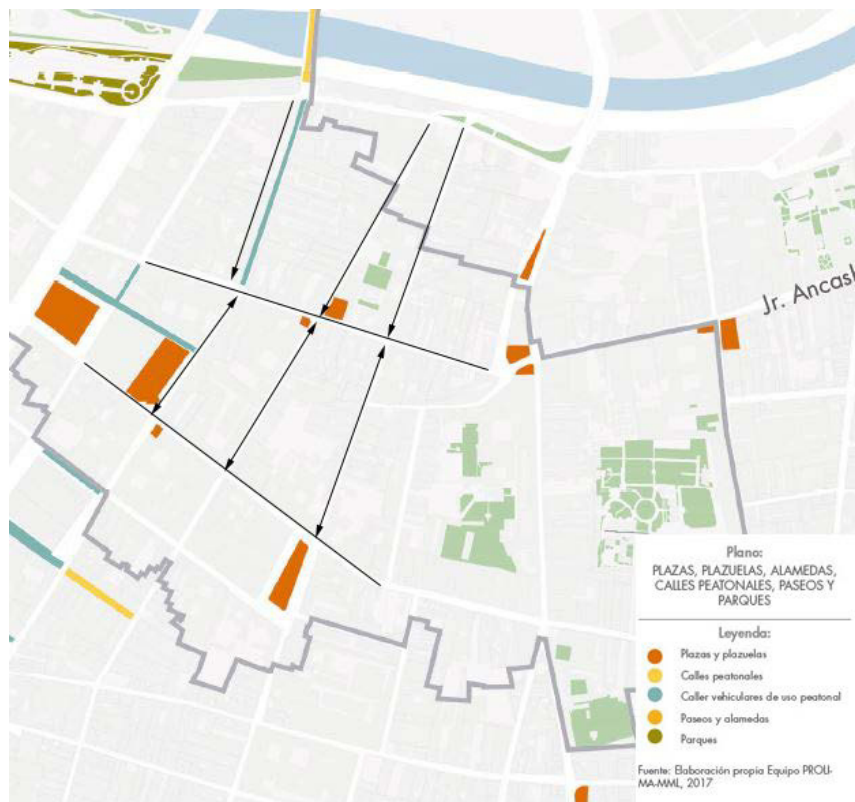 Jr. Ancash
Plano:
PLAZAS, PLAZUELAS, ALAMEDAS,
CALLES PEATONALES, PASEOS Y
PARQUES
Leyenda:
Plazas y plazuelas
Calles peatonales
Caller vehiculares de uso peatonal
Paseos y alamedas
Parques
Fuente: Elaboración propia Equipo PROLI-
MA-MML, 2017